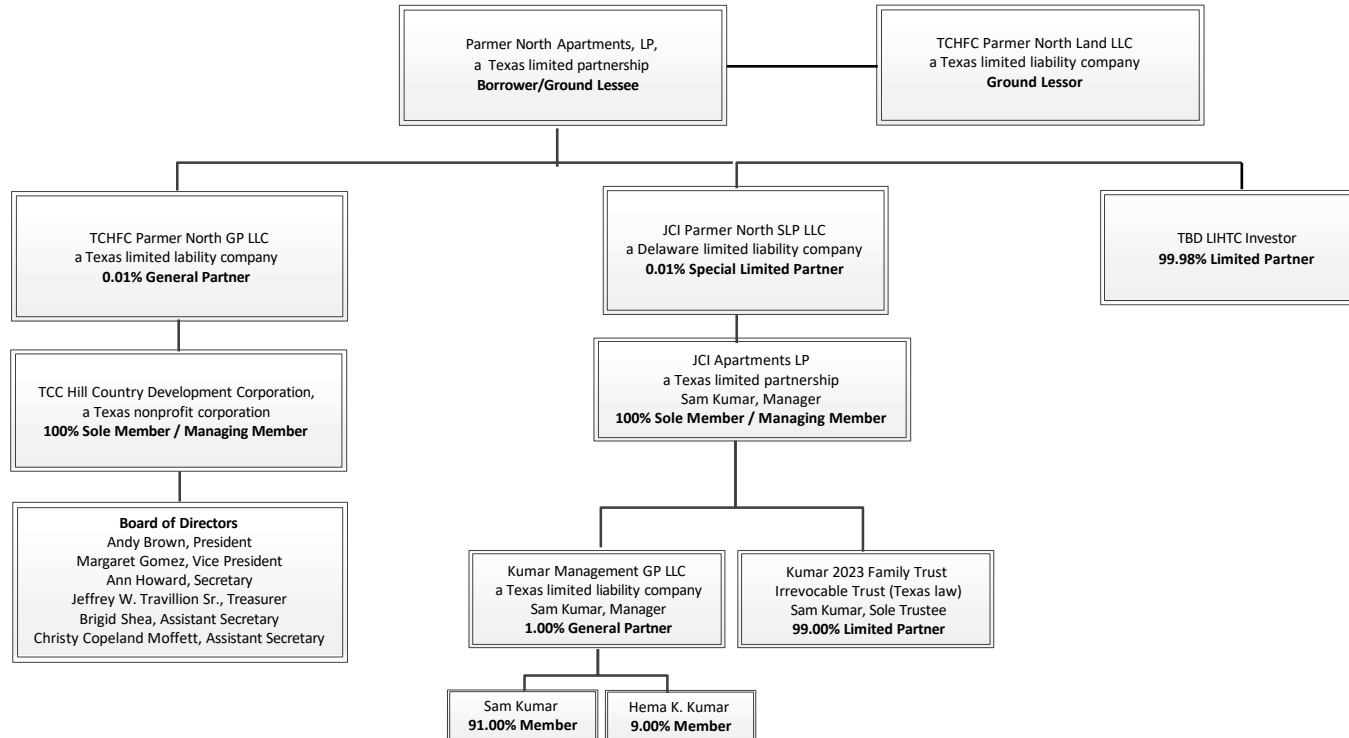 Parmer North Apartments, LP,
a Texas limited partnership
Borrower/Ground Lessee
TCHFC Parmer North Land LLC
a Texas limited liability company
Ground Lessor
TCHFC Parmer North GP LLC
a Texas limited lability company
0.01% General Partner
JCI Parmer North SLP LLC
a Delaware limited liability company
0.01% Special Limited Partner
TBD LIHTC Investor
99.98% Limited Partner
TCC Hill Country Development Corporation,
a Texas nonprofit corporation
100% Sole Member / Managing Member
JCI Apartments LP
a Texas limited partnership
Sam Kumar, Manager
100% Sole Member / Managing Member
Board of Directors
Andy Brown, President
Margaret Gomez, Vice President
Ann Howard, Secretary
Jeffrey W. Travillion Sr., Treasurer
Brigid Shea, Assistant Secretary
Christy Copeland Moffett, Assistant Secretary
Kumar Management GP LLC
a Texas limited liability company
Sam Kumar, Manager
1.00% General Partner
Kumar 2023 Family Trust
Irrevocable Trust (Texas law)
Sam Kumar, Sole Trustee
99.00% Limited Partner
Sam Kumar
91.00% Member
Hema K. Kumar
9.00% Member